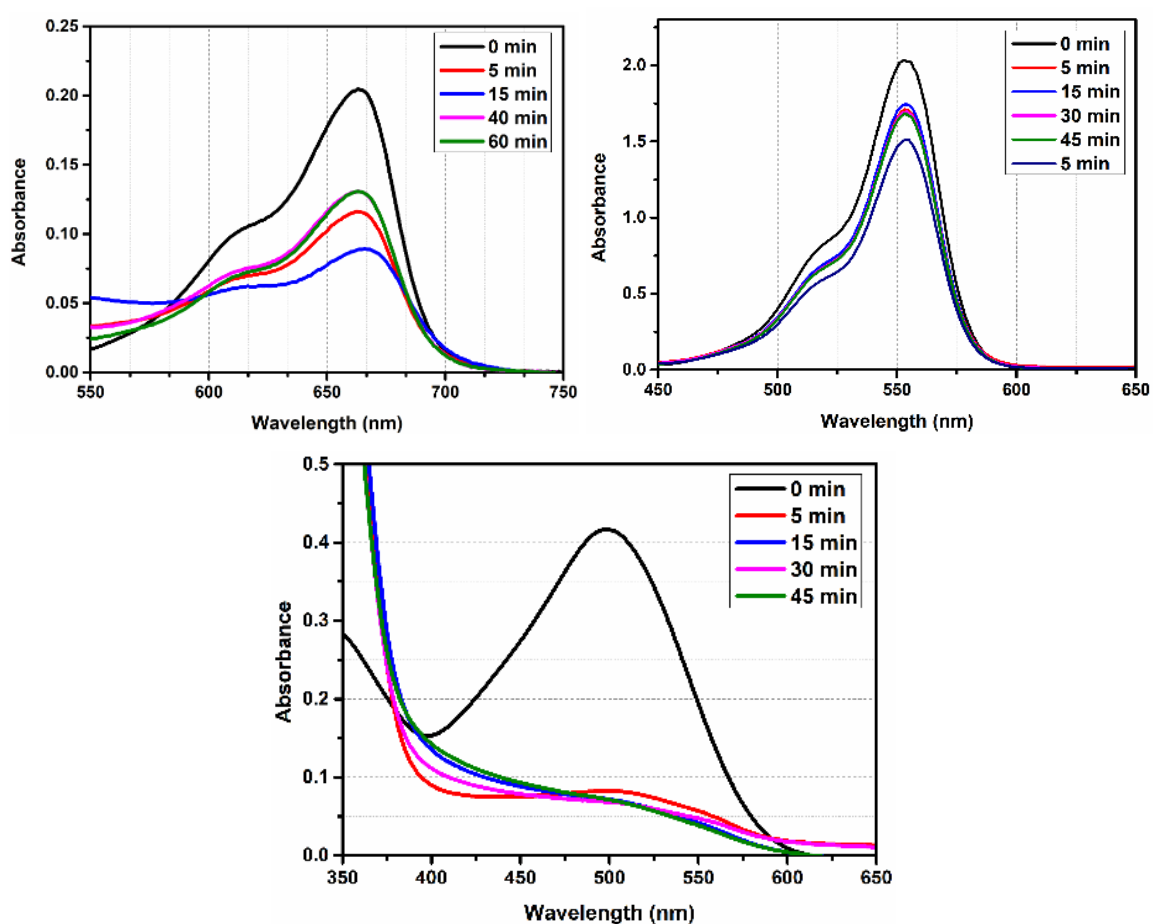 0.25
0.20
0.15
0.10
0.05
0.00
Absorbance
0 min
5 min
15 min
40 min
60 min
550 600 650 700 750
Wavelength (nm)
2.0
1.5
1.0
0.5
0.0
Absorbance
0 min
5 min
15 min
30 min
45 min
5 min
450 500 550 600 650
Wavelength (nm)
0.5
0.4
0.3
0.2
0.1
0.0
Absorbance
0 min
5 min
15 min
30 min
45 min
350 400 450 500 550 600 650
Wavelength (nm)